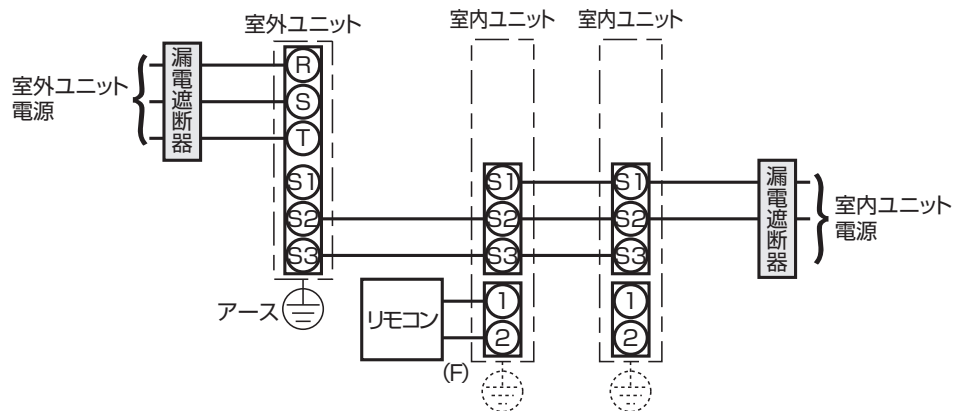 室外ユニット
室内ユニット
室内ユニット
室外ユニット
電源
漏電遮断器
R
S
T
S1
S2
S3
アース
リモコン
(F)
S1
S2
S3
1
2
S1
S2
S3
1
2
漏電遮断器
室内ユニット
電源